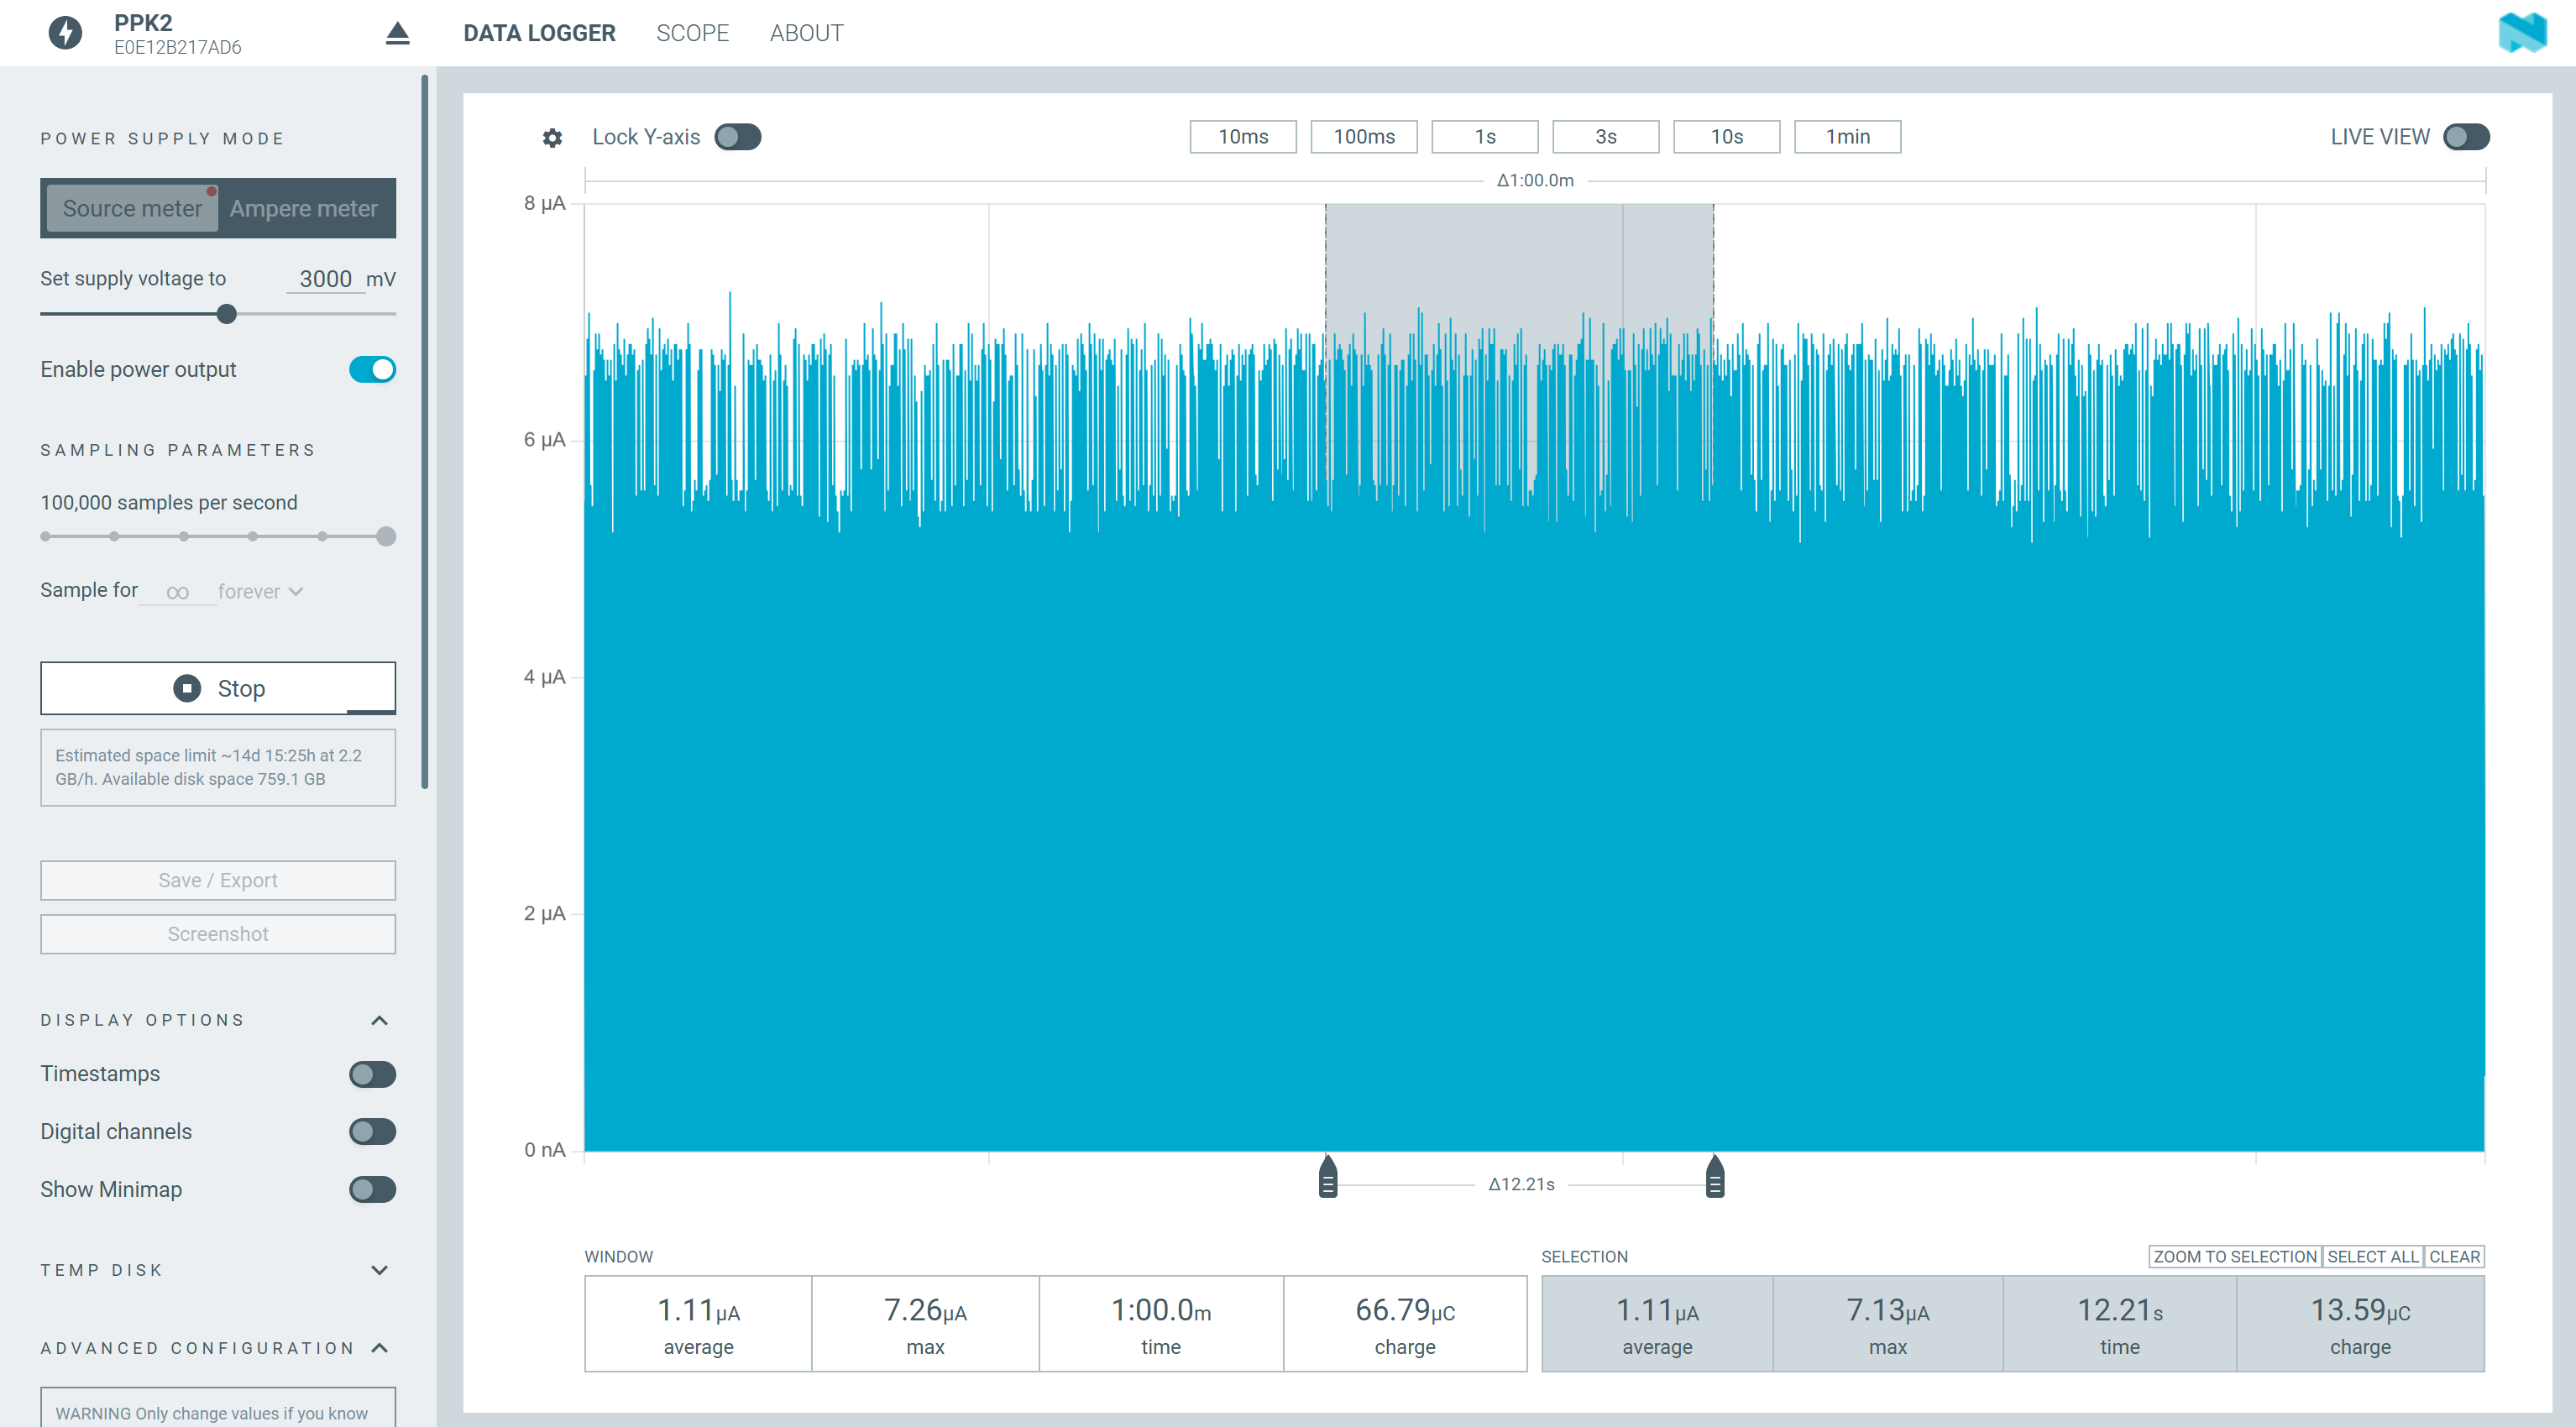 PPK2
E0E12B217AD6
DATA LOGGER
SCOPE
ABOUT
POWER SUPPLY MODE
Source meter
Ampere meter
Set supply voltage to 3000 mV
Enable power output
SAMPLING PARAMETERS
100,000 samples per second
Sample for ∞ forever
Stop
Estimated space limit ~14d 15:25h at 2.2
GB/h. Available disk space 759.1 GB
Save / Export
Screenshot
DISPLAY OPTIONS
Timestamps
Digital channels
Show Minimap
TEMP DISK
ADVANCED CONFIGURATION
WARNING Only change values if you know
Lock Y-axis
10ms
100ms
1s
3s
10s
1min
LIVE VIEW
Δ1:00.0m
8 µA
6 µA
4 µA
2 µA
0 nA
Δ12.21s
WINDOW
1.11µA
average
7.26µA
max
1:00.0m
time
66.79µC
charge
SELECTION
ZOOM TO SELECTION
SELECT ALL
CLEAR
1.11µA
average
7.13µA
max
12.21s
time
13.59µC
charge